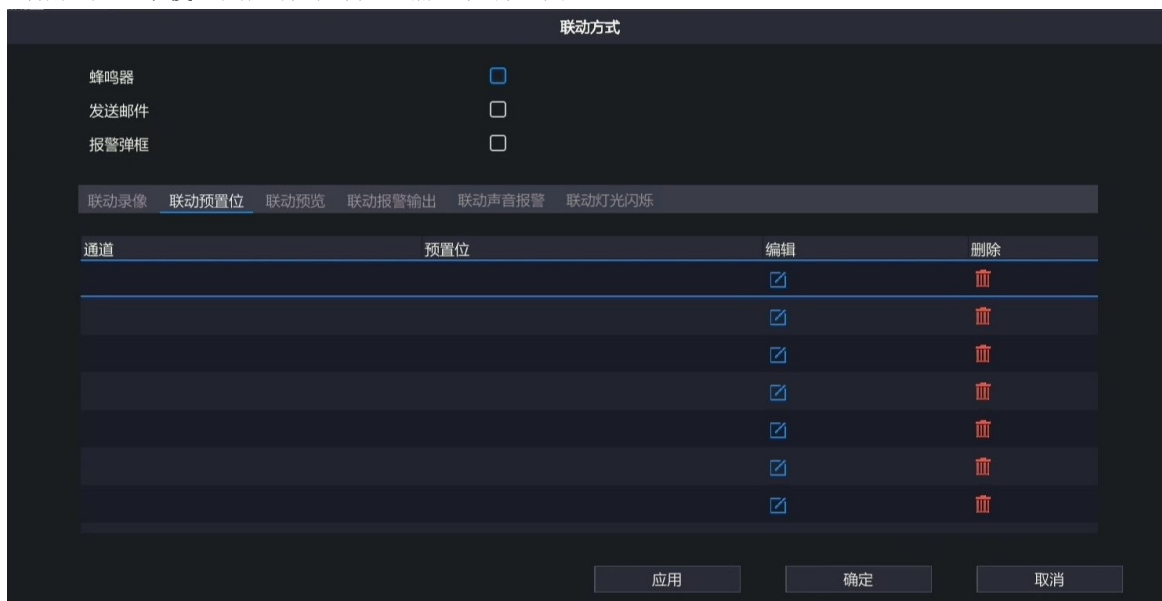 联动方式
蜂鸣器
发送邮件
报警弹框
联动录像 联动预置位 联动预览 联动报警输出 联动声音报警 联动灯光闪烁
通道 预置位 编辑 删除
应用 确定 取消